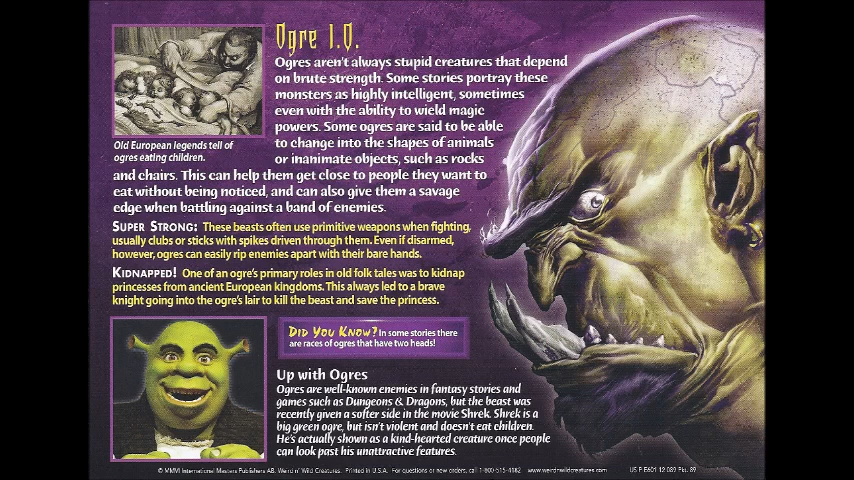 Ogre I.Q.
Ogres aren't always stupid creatures that depend
on brute strength. Some stories portray these
monsters as highly intelligent, sometimes
even with the ability to wield magic
powers. Some ogres are said to be able
to change into the shapes of animals
or inanimate objects, such as rocks
and chairs. This can help them get close to people they want to
eat without being noticed, and can also give them a savage
edge when battling against a band of enemies.
Old European legends tell of
ogres eating children.
SUPER STRONG: These beasts often use primitive weapons when fighting,
usually clubs or sticks with spikes driven through them. Even if disarmed,
however, ogres can easily rip enemies apart with their bare hands.
KIDNAPPED! One of an ogre's primary roles in old folk tales was to kidnap
princesses from ancient European kingdoms. This always led to a brave
knight going into the ogre's lair to kill the beast and save the princess.
DID YOU KNOW? In some stories there
are races of ogres that have two heads!
Up with Ogres
Ogres are well-known enemies in fantasy stories and
games such as Dungeons & Dragons, but the beast was
recently given a softer side in the movie Shrek. Shrek is a
big green ogre, but isn't violent and doesn't eat children.
He's actually shown as a kind-hearted creature once people
can look past his unattractive features.
© MMVI International Masters Publishers AB. Weird n' Wild Creatures. Printed in U.S.A. For questions or new orders, call 1-800-515-4482 www.weirdnwildcreatures.com US P E601 12 089 Pkt. 89